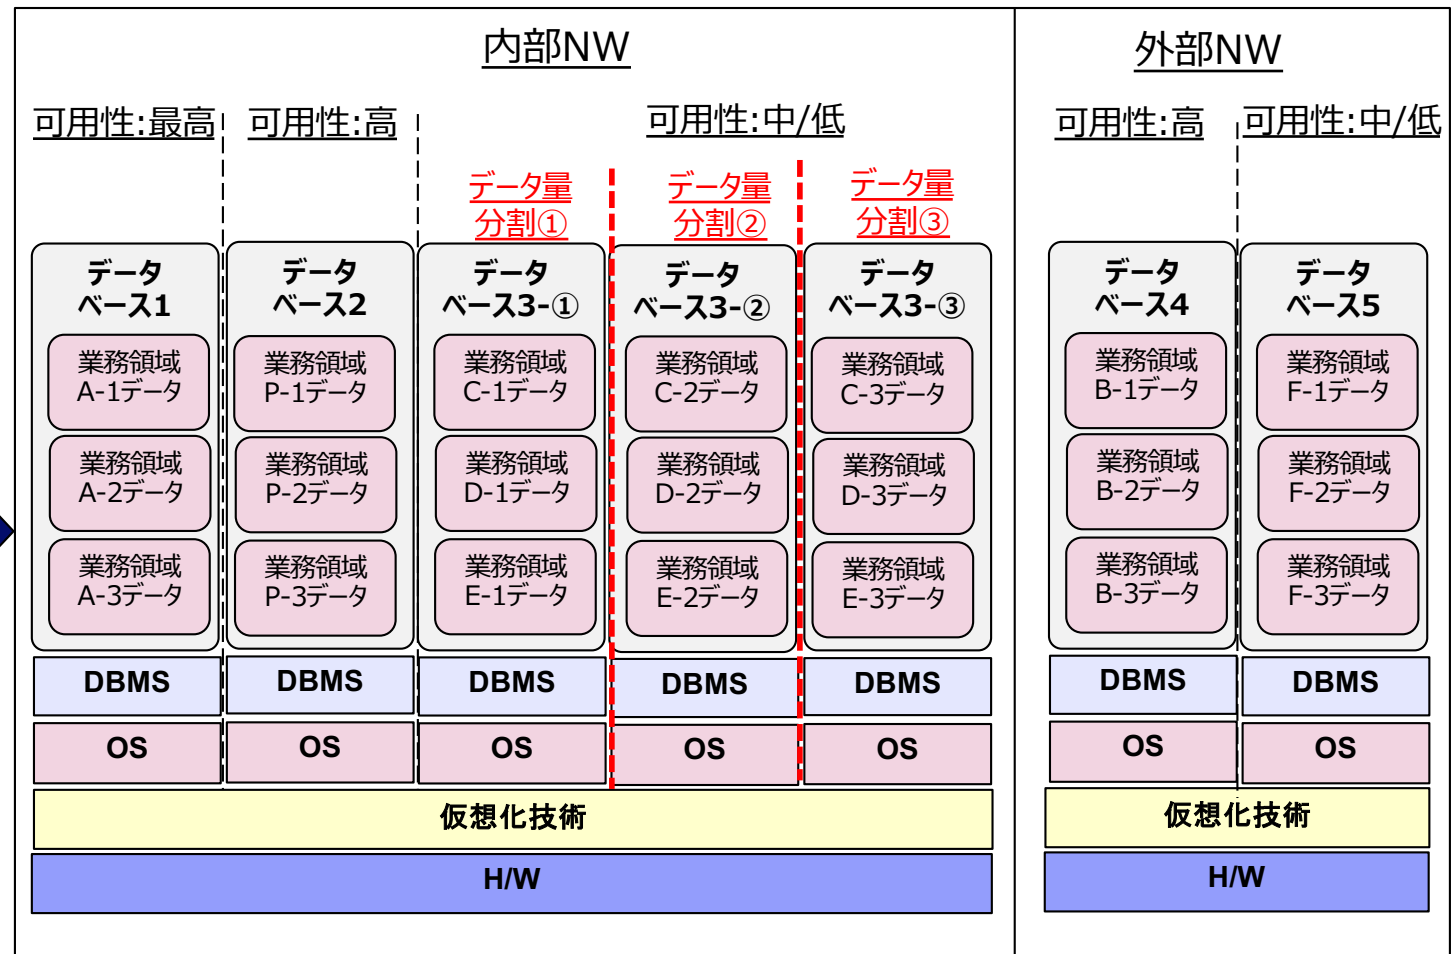 内部NW
外部NW
可用性:最高
可用性:高
可用性:中/低
可用性:高
可用性:中/低
データ量
分割①
データ量
分割②
データ量
分割③
データ
ベース1
業務領域
A-1データ
業務領域
A-2データ
業務領域
A-3データ
DBMS
OS
データ
ベース2
業務領域
P-1データ
業務領域
P-2データ
業務領域
P-3データ
DBMS
OS
データ
ベース3-①
業務領域
C-1データ
業務領域
D-1データ
業務領域
E-1データ
DBMS
OS
データ
ベース3-②
業務領域
C-2データ
業務領域
D-2データ
業務領域
E-2データ
DBMS
OS
データ
ベース3-③
業務領域
C-3データ
業務領域
D-3データ
業務領域
E-3データ
DBMS
OS
仮想化技術
H/W
データ
ベース4
業務領域
B-1データ
業務領域
B-2データ
業務領域
B-3データ
DBMS
OS
データ
ベース5
業務領域
F-1データ
業務領域
F-2データ
業務領域
F-3データ
DBMS
OS
仮想化技術
H/W